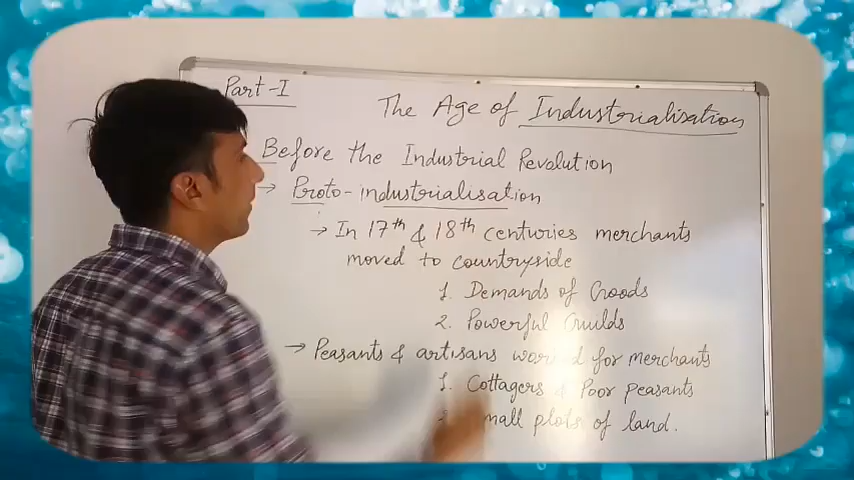 Part-I
The Age of Industrialisation
Before the Industrial Revolution
→ Proto-industrialisation
→ In 17th & 18th centuries merchants
moved to countryside
1. Demands of Goods
2. Powerful Guilds
→ Peasants & artisans for merchants
1. Cottagers & Poor peasants
plots of land.